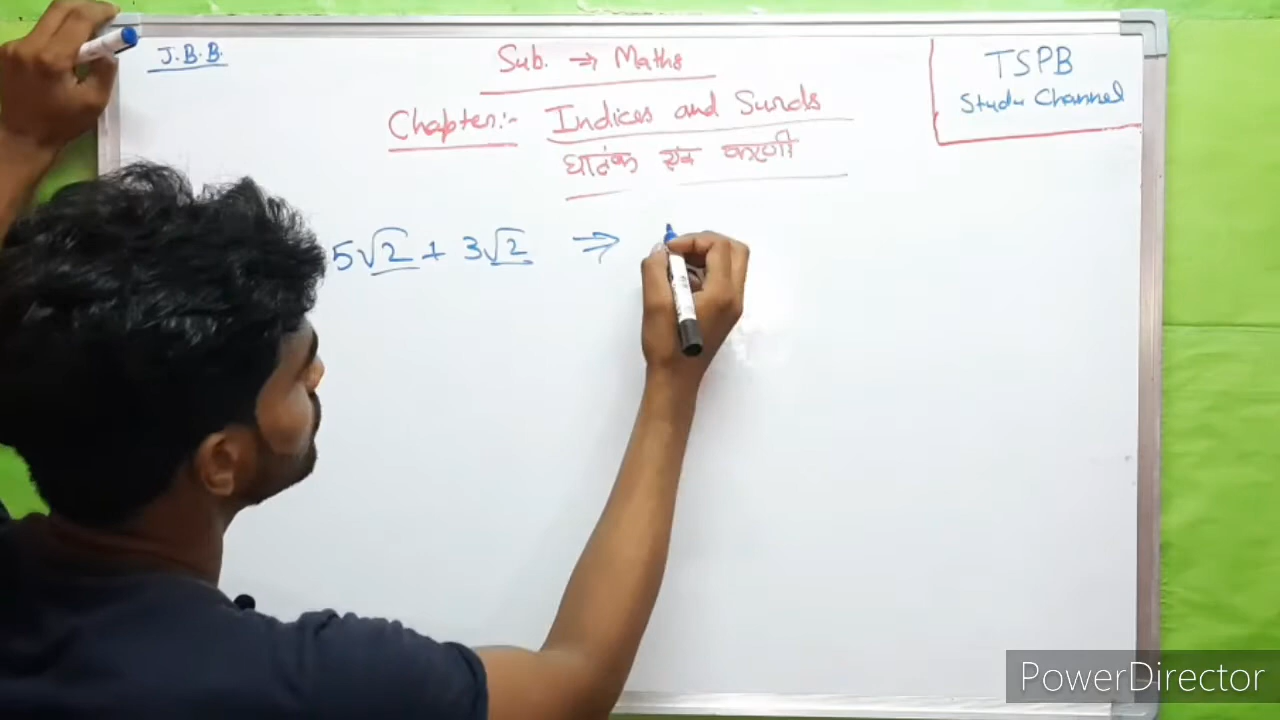 J.B.B.
Sub. ⇒ Maths
TSPB
Study Channel
Chapter:- Indices and Surds
घातंक एवं करणी
5√2 + 3√2 ⇒
PowerDirector